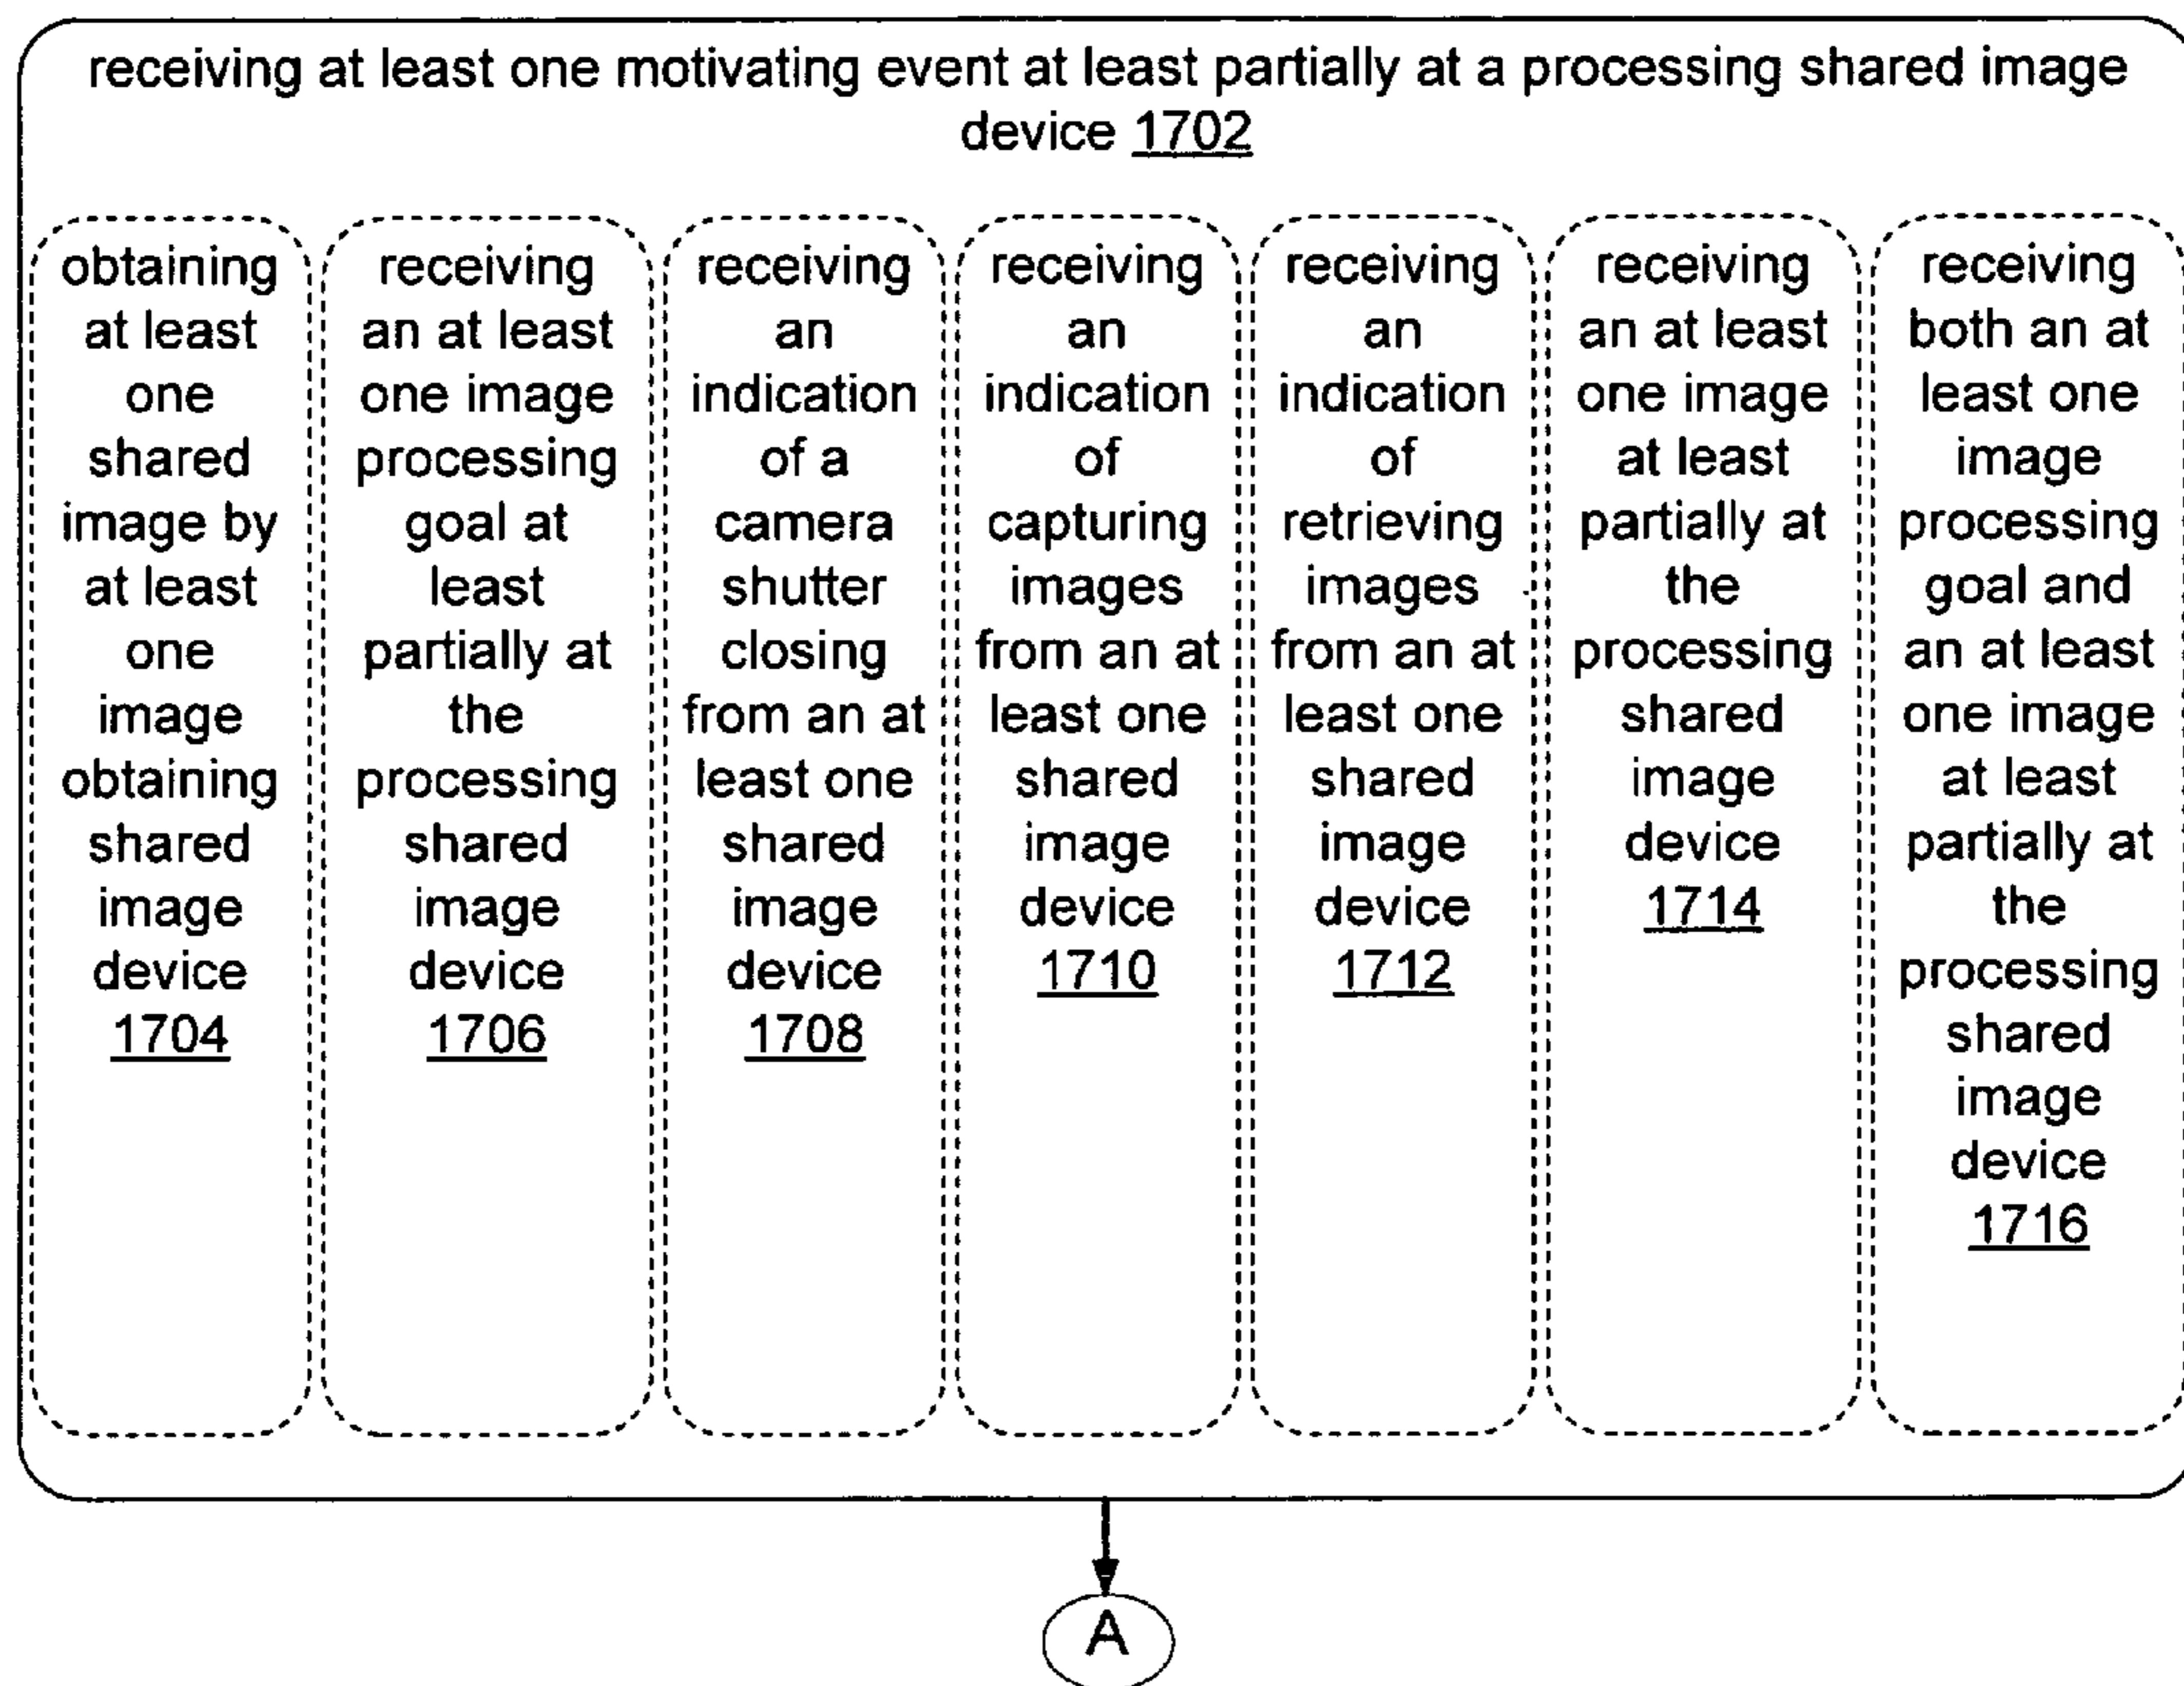 receiving at least one motivating event at least partially at a processing shared image
device 1702
obtaining
at least
one
shared
image by
at least
one
image
obtaining
shared
image
device
1704
receiving
an at least
one image
processing
goal at
least
partially at
the
processing
shared
image
device
1706
receiving
an
indication
of a
camera
shutter
closing
from an at
least one
shared
image
device
1708
receiving
an
indication
of
capturing
images
from an at
least one
shared
image
device
1710
receiving
an
indication
of
retrieving
images
from an at
least one
shared
image
device
1712
receiving
an at least
one image
at least
partially at
the
processing
shared
image
device
1714
receiving
both an at
least one
image
processing
goal and
an at least
one image
at least
partially at
the
processing
shared
image
device
1716
A